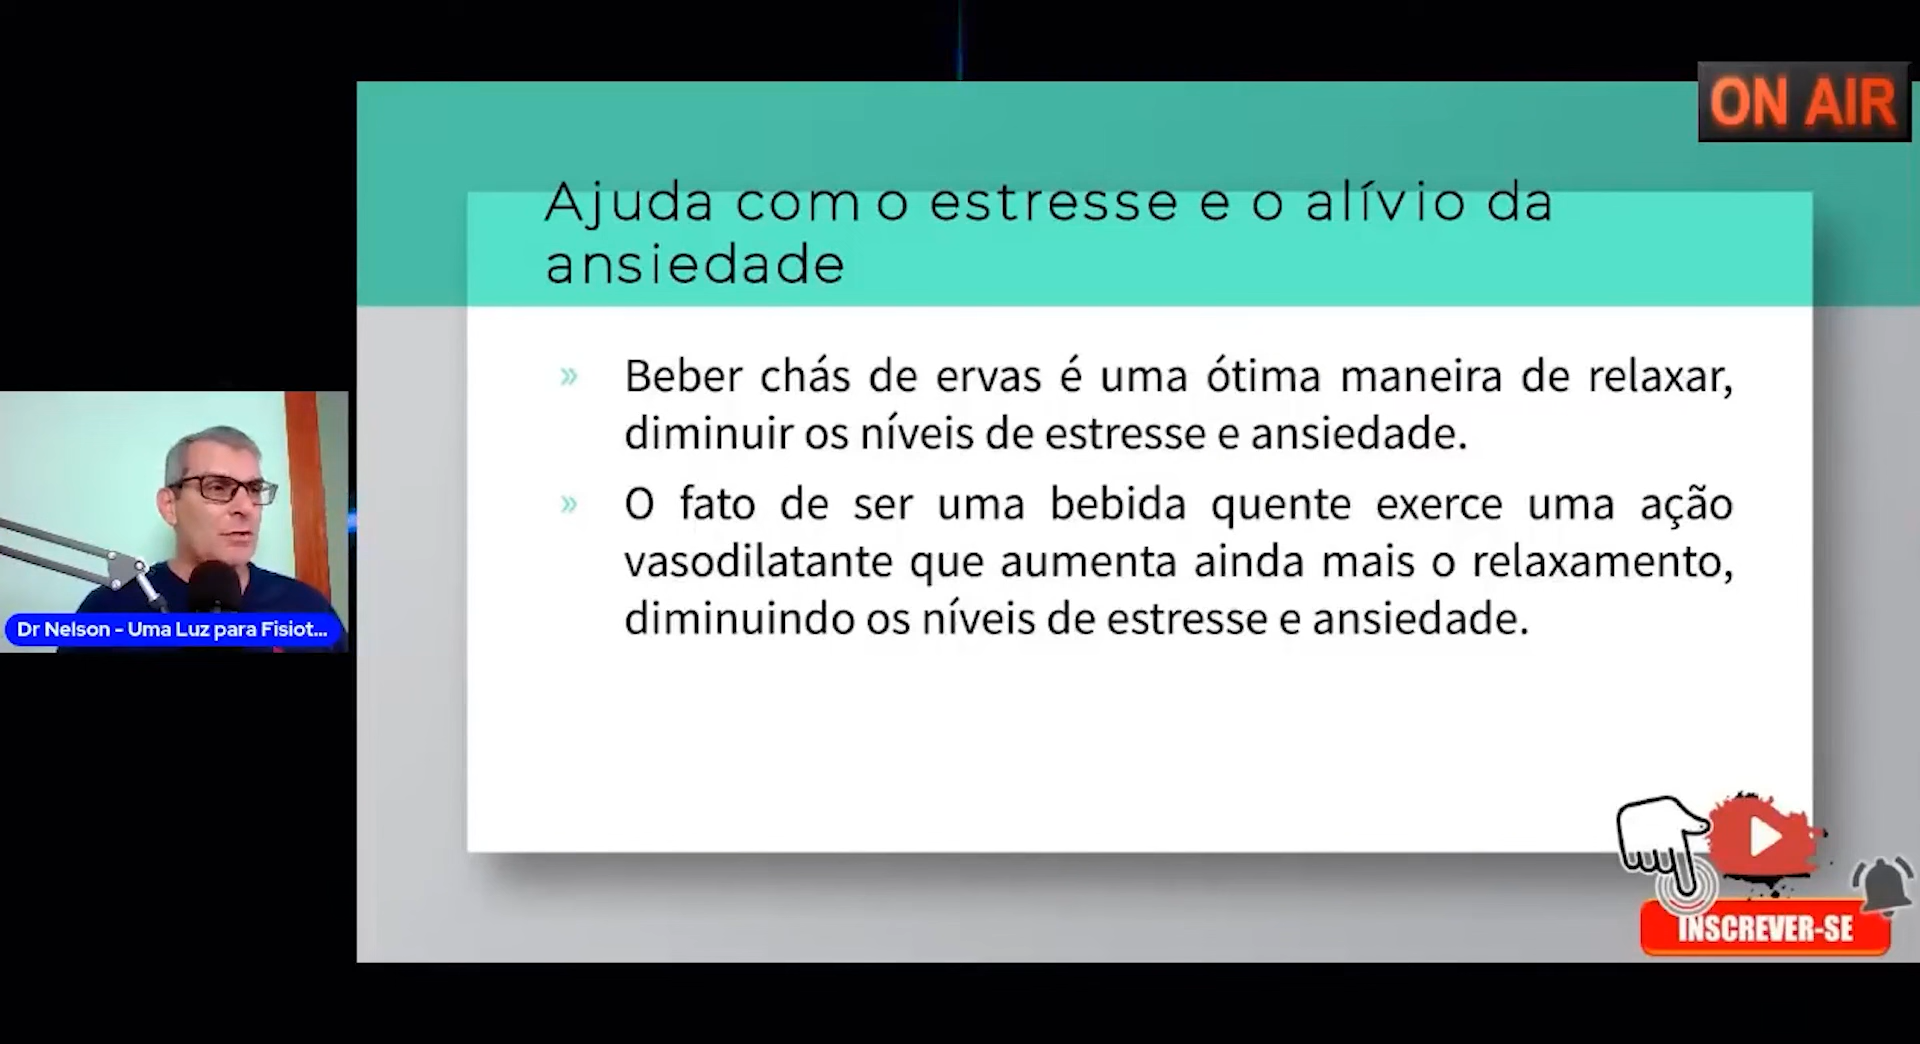 ON AIR
Ajuda com o estresse e o alívio da
ansiedade
» Beber chás de ervas é uma ótima maneira de relaxar,
diminuir os níveis de estresse e ansiedade.
» O fato de ser uma bebida quente exerce uma ação
vasodilatante que aumenta ainda mais o relaxamento,
diminuindo os níveis de estresse e ansiedade.
Dr Nelson - Uma Luz para Fisiot...
INSCREVER-SE